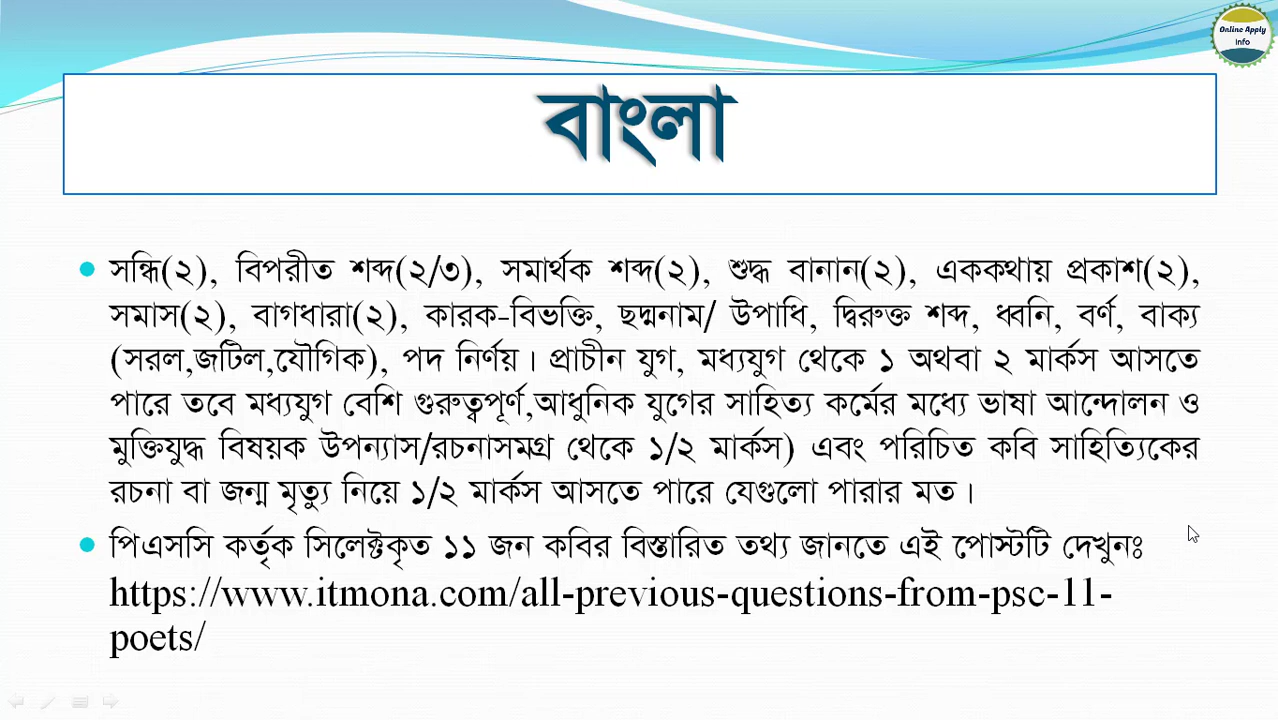 Online Apply
Info
বাংলা
সন্ধি(২), বিপরীত শব্দ(২/৩), সমার্থক শব্দ(২), শুদ্ধ বানান(২), এককথায় প্রকাশ(২),
সমাস(২), বাগধারা(২), কারক-বিভক্তি, ছদ্মনাম/ উপাধি, দ্বিরুক্ত শব্দ, ধ্বনি, বর্ণ, বাক্য
(সরল,জটিল,যৌগিক), পদ নির্ণয়। প্রাচীন যুগ, মধ্যযুগ থেকে ১ অথবা ২ মার্কস আসতে
পারে তবে মধ্যযুগ বেশি গুরুত্বপূর্ণ,আধুনিক যুগের সাহিত্য কর্মের মধ্যে ভাষা আন্দোলন ও
মুক্তিযুদ্ধ বিষয়ক উপন্যাস/রচনাসমগ্র থেকে ১/২ মার্কস) এবং পরিচিত কবি সাহিত্যিকের
রচনা বা জন্ম মৃত্যু নিয়ে ১/২ মার্কস আসতে পারে যেগুলো পারার মত।
পিএসসি কর্তৃক সিলেক্টকৃত ১১ জন কবির বিস্তারিত তথ্য জানতে এই পোস্টটি দেখুনঃ
https://www.itmona.com/all-previous-questions-from-psc-11-
poets/